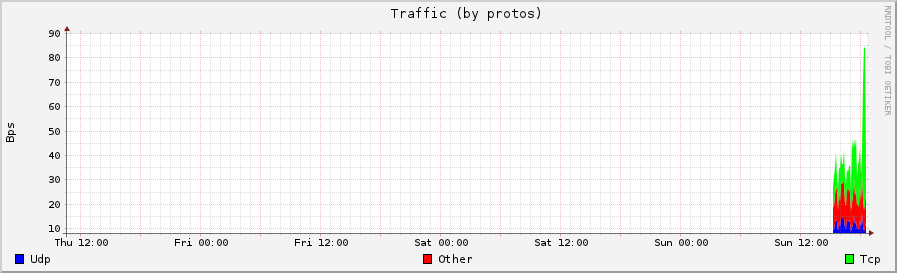 Traffic (by protos)
RRDTOOL / TOBI OETIKER
Bps
90
80
70
60
50
40
30
20
10
Thu 12:00 Fri 00:00 Fri 12:00 Sat 00:00 Sat 12:00 Sun 00:00 Sun 12:00
Udp Other Tcp